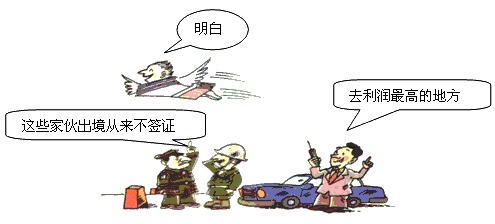 明白
去利润最高的地方
这些家伙出境从来不签证